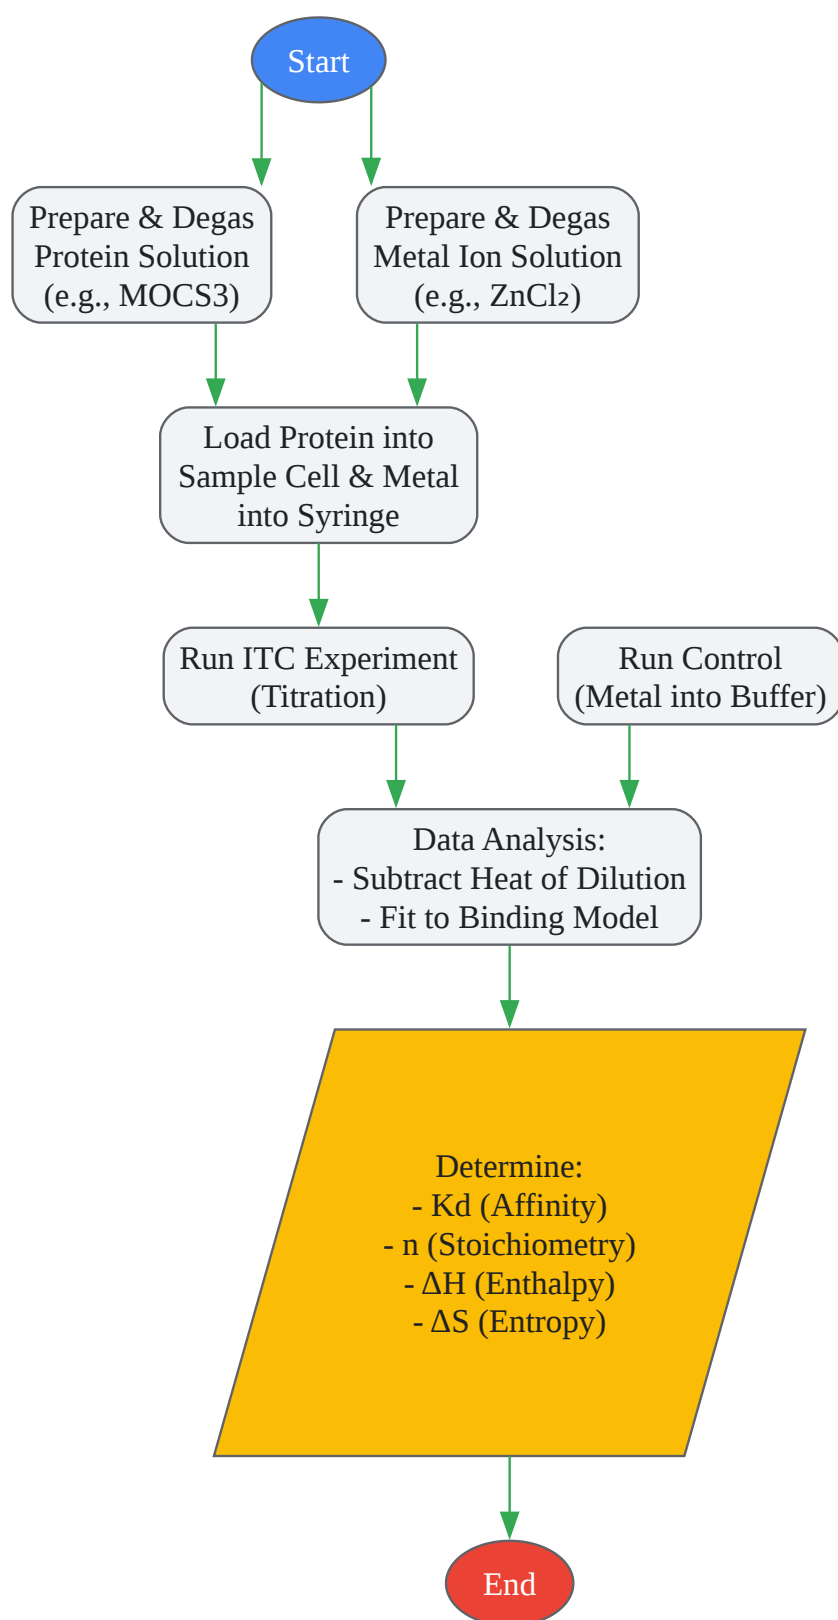 Start
Prepare & Degas
Protein Solution
(e.g., MOCS3)
Prepare & Degas
Metal Ion Solution
(e.g., ZnCl₂)
Load Protein into
Sample Cell & Metal
into Syringe
Run ITC Experiment
(Titration)
Run Control
(Metal into Buffer)
Data Analysis:
- Subtract Heat of Dilution
- Fit to Binding Model
Determine:
- Kd (Affinity)
- n (Stoichiometry)
- ΔH (Enthalpy)
- ΔS (Entropy)
End